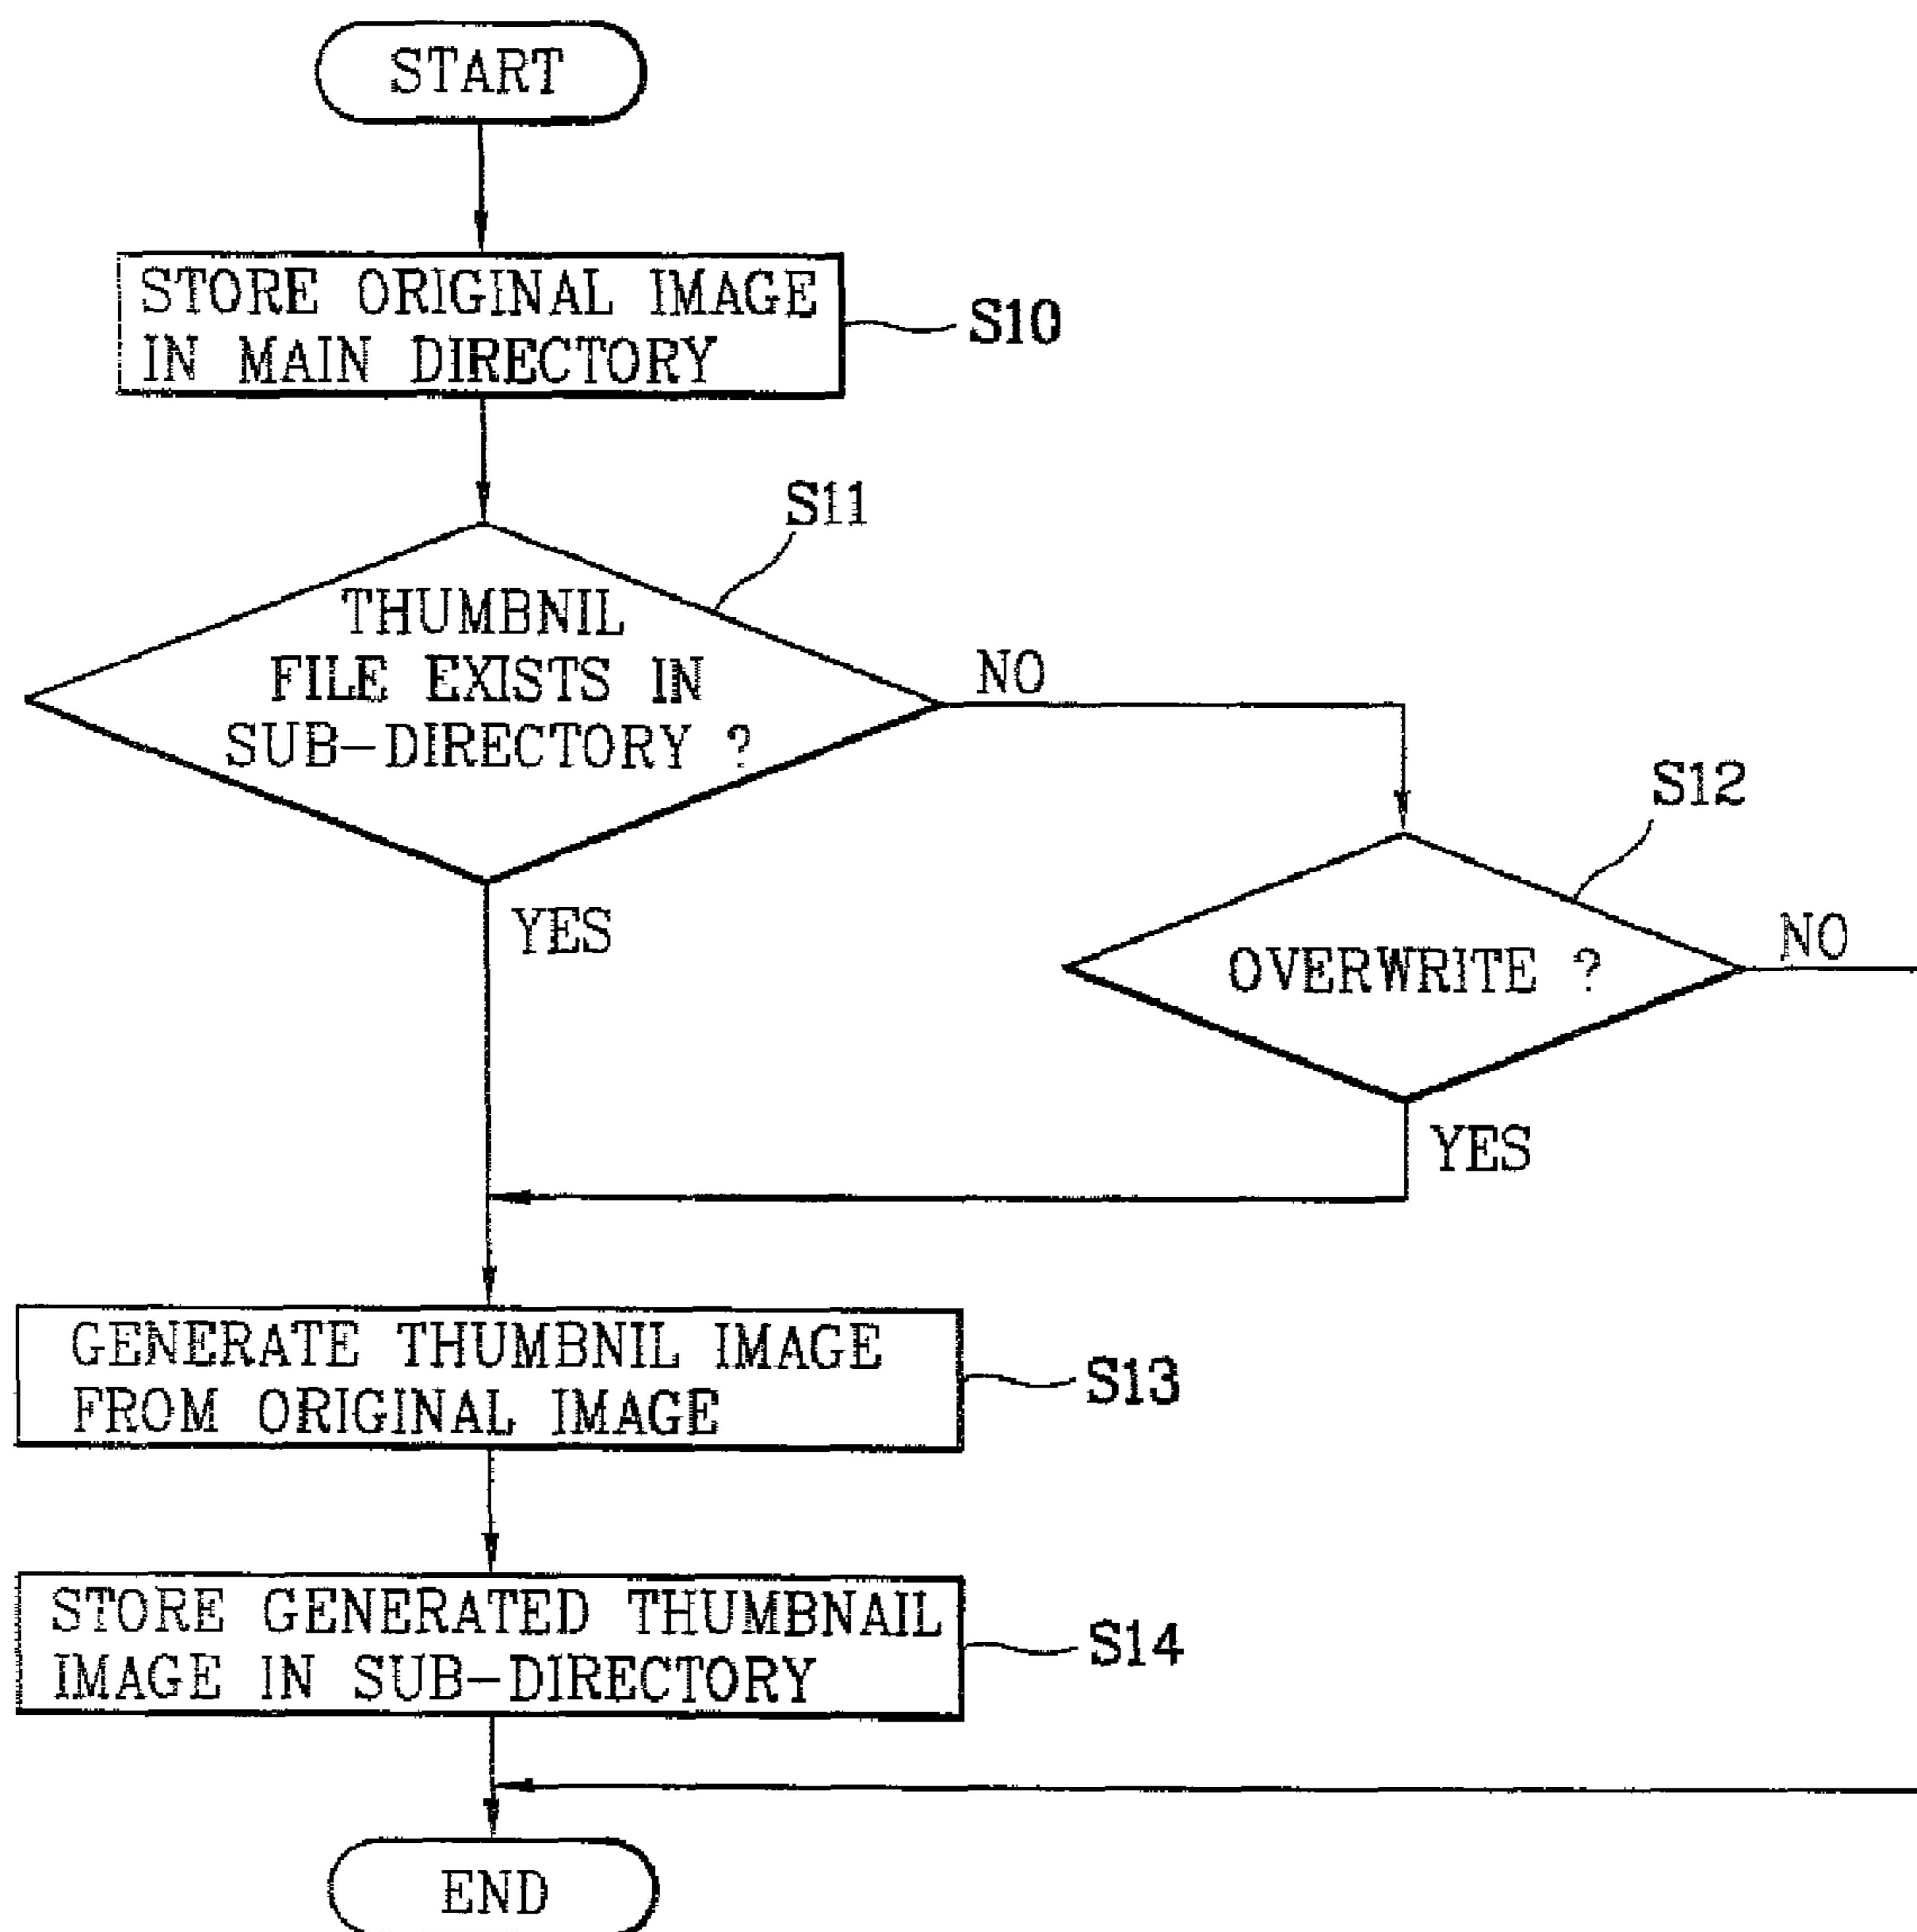 START
STORE ORIGINAL IMAGE
IN MAIN DIRECTORY
S10
S11
THUMBNIL
FILE EXISTS IN
SUB-DIRECTORY ?
NO
YES
S12
OVERWRITE ?
NO
YES
GENERATE THUMBNIL IMAGE
FROM ORIGINAL IMAGE
S13
STORE GENERATED THUMBNAIL
IMAGE IN SUB-DIRECTORY
S14
END